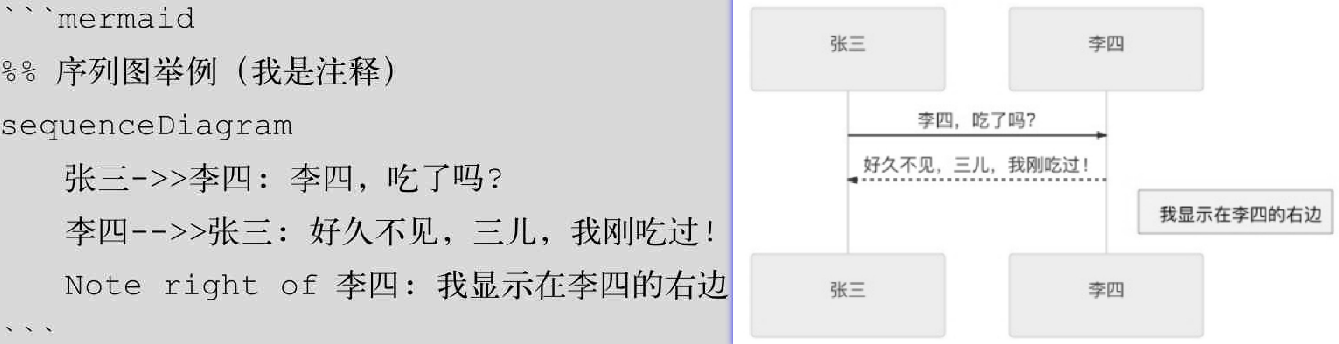 ```mermaid
%% 序列图举例（我是注释）
sequenceDiagram
张三->>李四：李四，吃了吗？
李四-->>张三：好久不见，三儿，我刚吃过！
Note right of 李四：我显示在李四的右边
```
张三
李四
李四，吃了吗？
好久不见，三儿，我刚吃过！
我显示在李四的右边
张三
李四